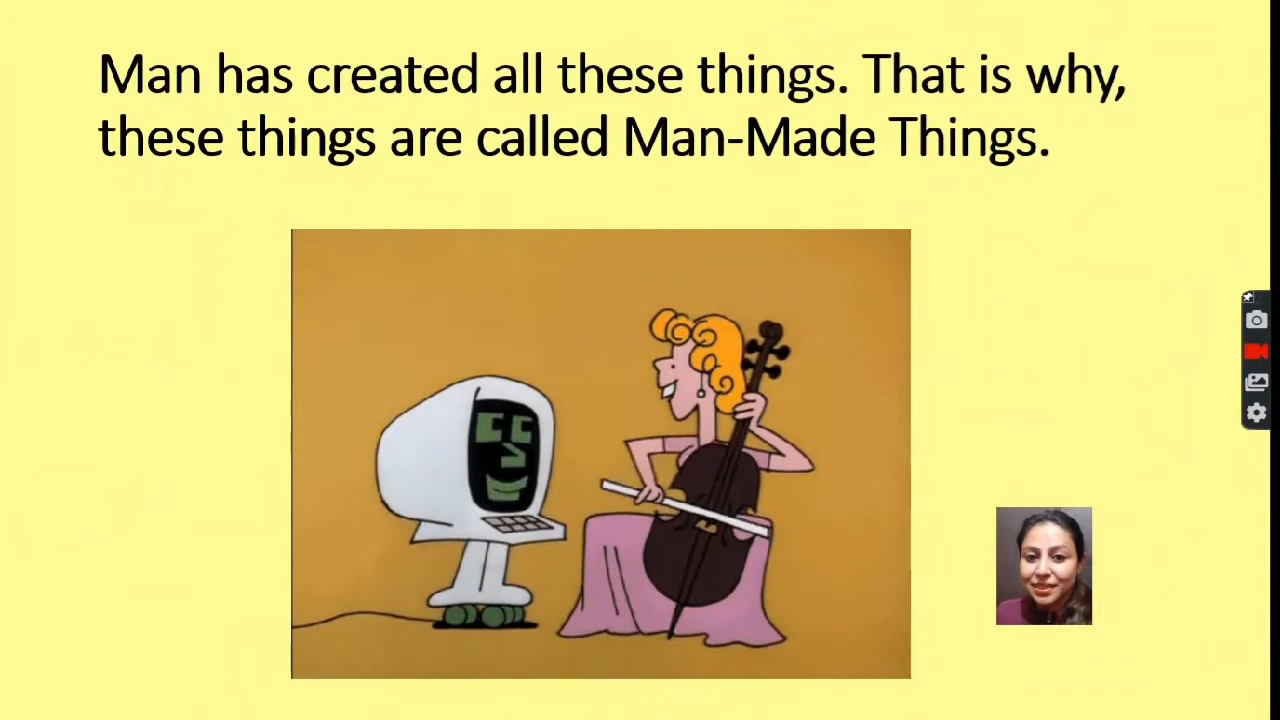 Man has created all these things. That is why,
these things are called Man-Made Things.